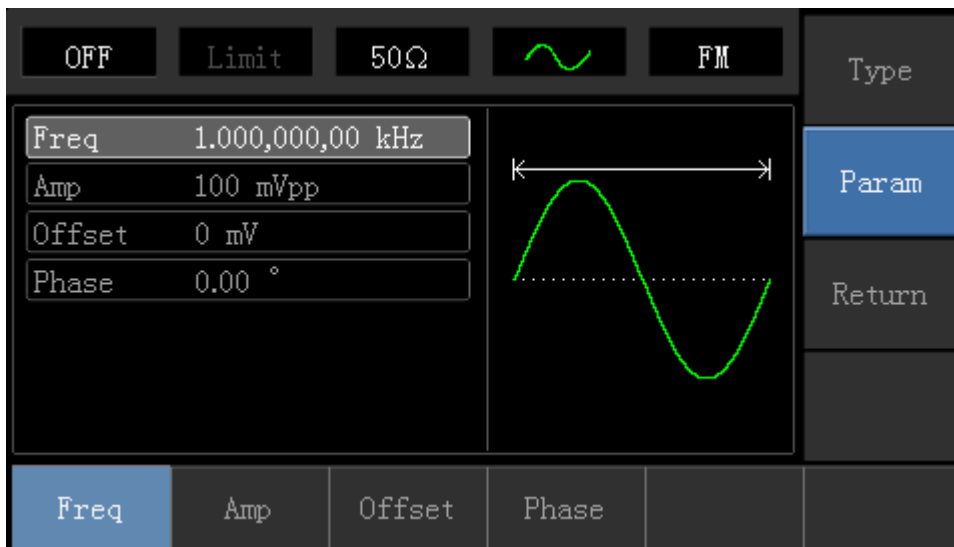 OFF Limit 50Ω FM
Type
Freq 1.000,000,00 kHz
Amp 100 mVpp
Param
Offset 0 mV
Phase 0.00 °
Return
Freq Amp Offset Phase